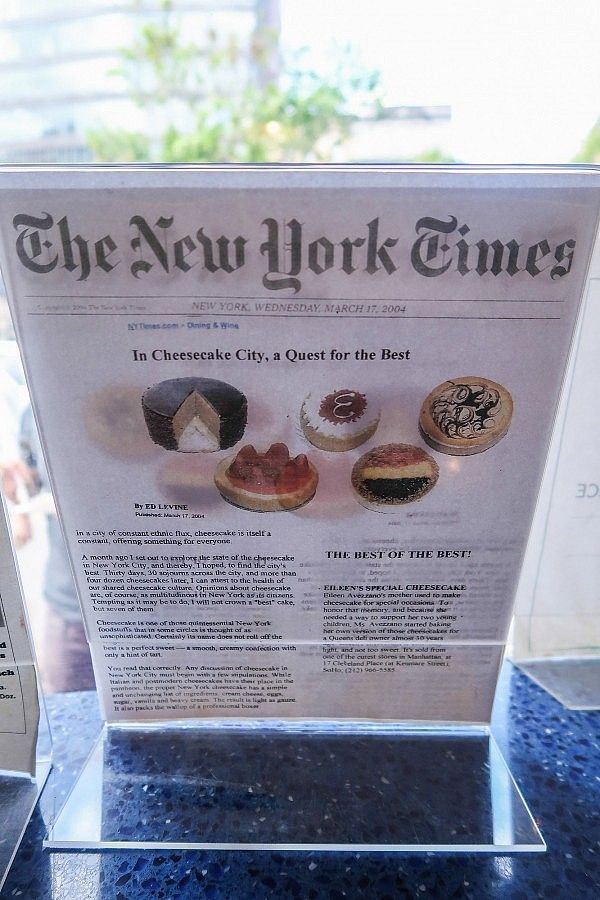 The New York Times
Copyright 2004 The New York Times
NEW YORK, WEDNESDAY, MARCH 17, 2004
NYTimes.com > Dining & Wine
In Cheesecake City, a Quest for the Best
By ED LEVINE
Published: March 17, 2004
In a city of constant ethnic flux, cheesecake is itself a
constant, offering something for everyone.
A month ago I set out to explore the state of the cheesecake
in New York City, and thereby, I hoped, to find the city's
best. Thirty days, 30 sojourns across the city, and more than
four dozen cheesecakes later, I can attest to the health of
our shared cheesecake culture. Opinions about cheesecake
are, of course, as multitudinous in New York as its citizens.
Tempting as it may be to do, I will not crown a "best" cake,
but seven of them.
Cheesecake is one of those quintessential New York
foodstuffs that in some circles is thought of as
unsophisticated. Certainly its name does not roll off the
best is a perfect sweet — a smooth, creamy confection with
only a hint of tart.
You read that correctly. Any discussion of cheesecake in
New York City must begin with a few stipulations. While
Italian and postmodern cheesecakes have their place in the
pantheon, the proper New York cheesecake has a simple
and unchanging list of ingredients: cream cheese, eggs,
sugar, vanilla and heavy cream. The result is light as gauze.
It also packs the wallop of a professional boxer
THE BEST OF THE BEST!
EILEEN'S SPECIAL CHEESECAKE
Eileen Avezzano's mother used to make
cheesecake for special occasions. To
honor that memory, and because she
needed a way to support her two young
children, Ms. Avezzano started baking
her own version of those cheesecakes for
a Queens deli owner almost 30 years
light, and not too sweet. It's sold from
one of the curest stores in Manhattan, at
17 Cleveland Place (at Kenmare Street),
SoHo; (212) 966-5585.